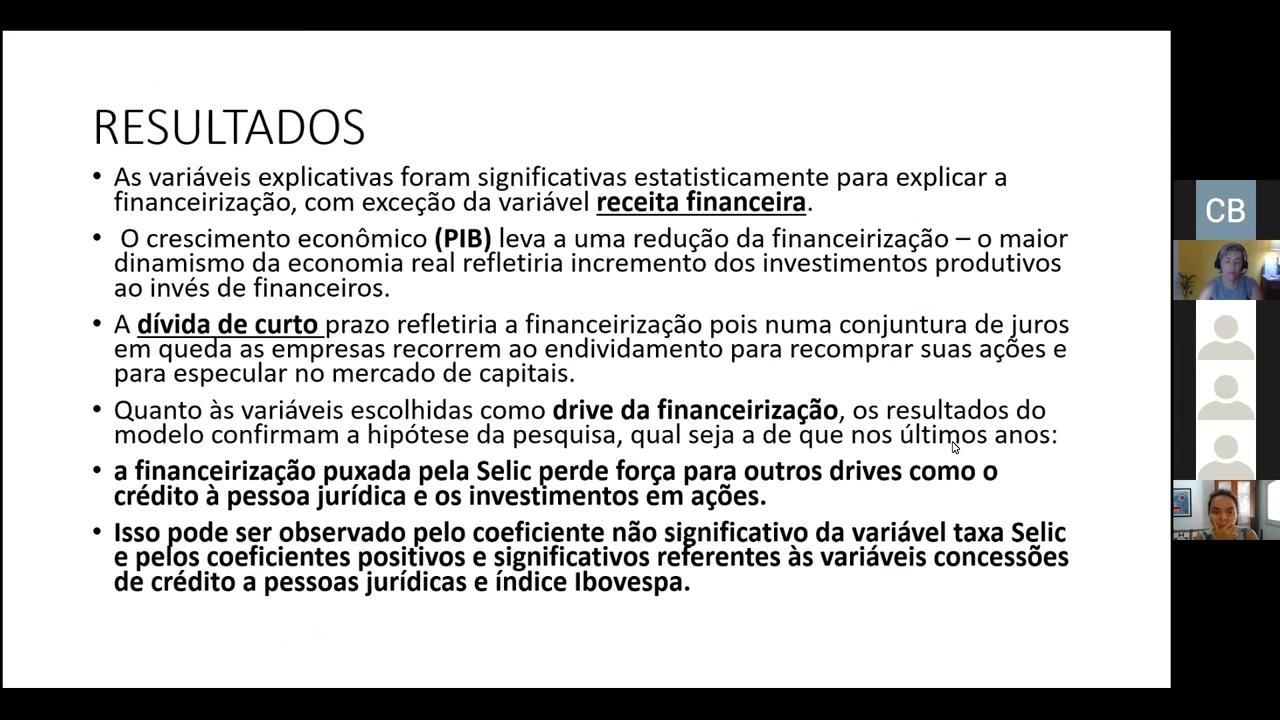 RESULTADOS
• As variáveis explicativas foram significativas estatisticamente para explicar a
financeirização, com exceção da variável receita financeira.
• O crescimento econômico (PIB) leva a uma redução da financeirização – o maior
dinamismo da economia real refletiria incremento dos investimentos produtivos
ao invés de financeiros.
• A dívida de curto prazo refletiria a financeirização pois numa conjuntura de juros
em queda as empresas recorrem ao endividamento para recomprar suas ações e
para especular no mercado de capitais.
• Quanto às variáveis escolhidas como drive da financeirização, os resultados do
modelo confirmam a hipótese da pesquisa, qual seja a de que nos últimos anos:
• a financeirização puxada pela Selic perde força para outros drives como o
crédito à pessoa jurídica e os investimentos em ações.
• Isso pode ser observado pelo coeficiente não significativo da variável taxa Selic
e pelos coeficientes positivos e significativos referentes às variáveis concessões
de crédito a pessoas jurídicas e índice Ibovespa.
CB